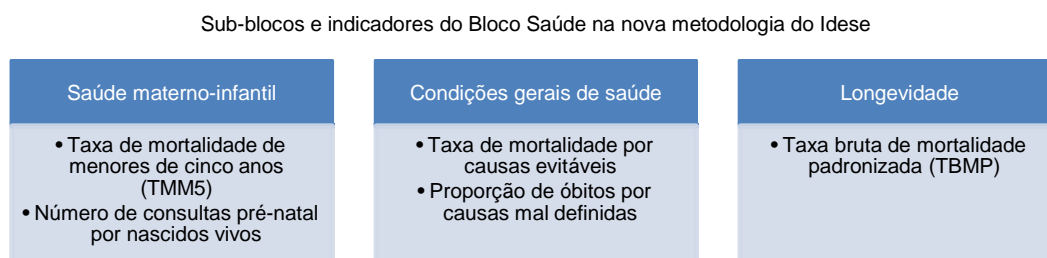 Sub-blocos e indicadores do Bloco Saúde na nova metodologia do Idese
Saúde materno-infantil
• Taxa de mortalidade de
menores de cinco anos
(TMM5)
• Número de consultas pré-natal
por nascidos vivos
Condições gerais de saúde
• Taxa de mortalidade por
causas evitáveis
• Proporção de óbitos por
causas mal definidas
Longevidade
• Taxa bruta de mortalidade
padronizada (TBMP)